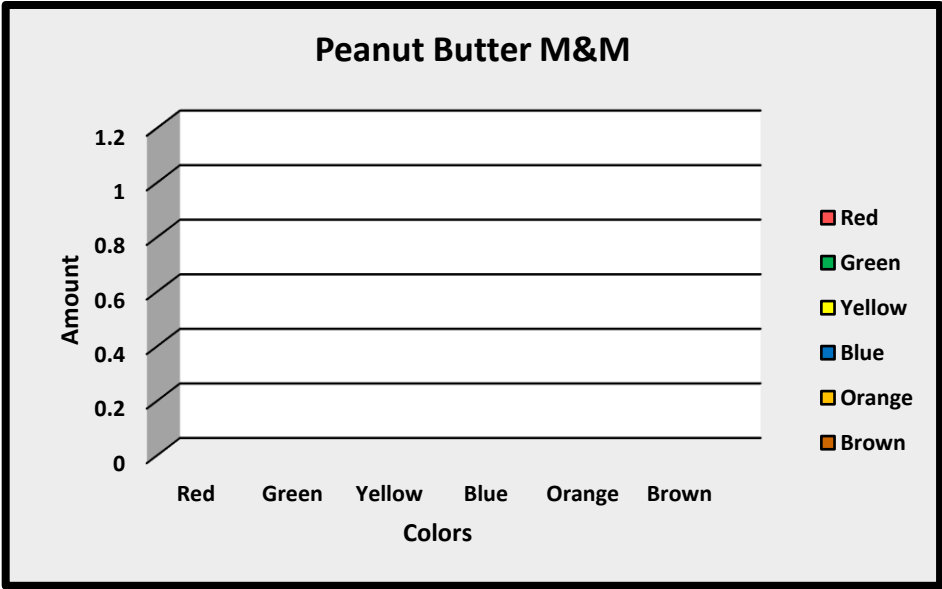 Peanut Butter M&M
1.2
1
0.8
0.6
0.4
0.2
0
Amount
Red Green Yellow Blue Orange Brown
Colors
Red
Green
Yellow
Blue
Orange
Brown